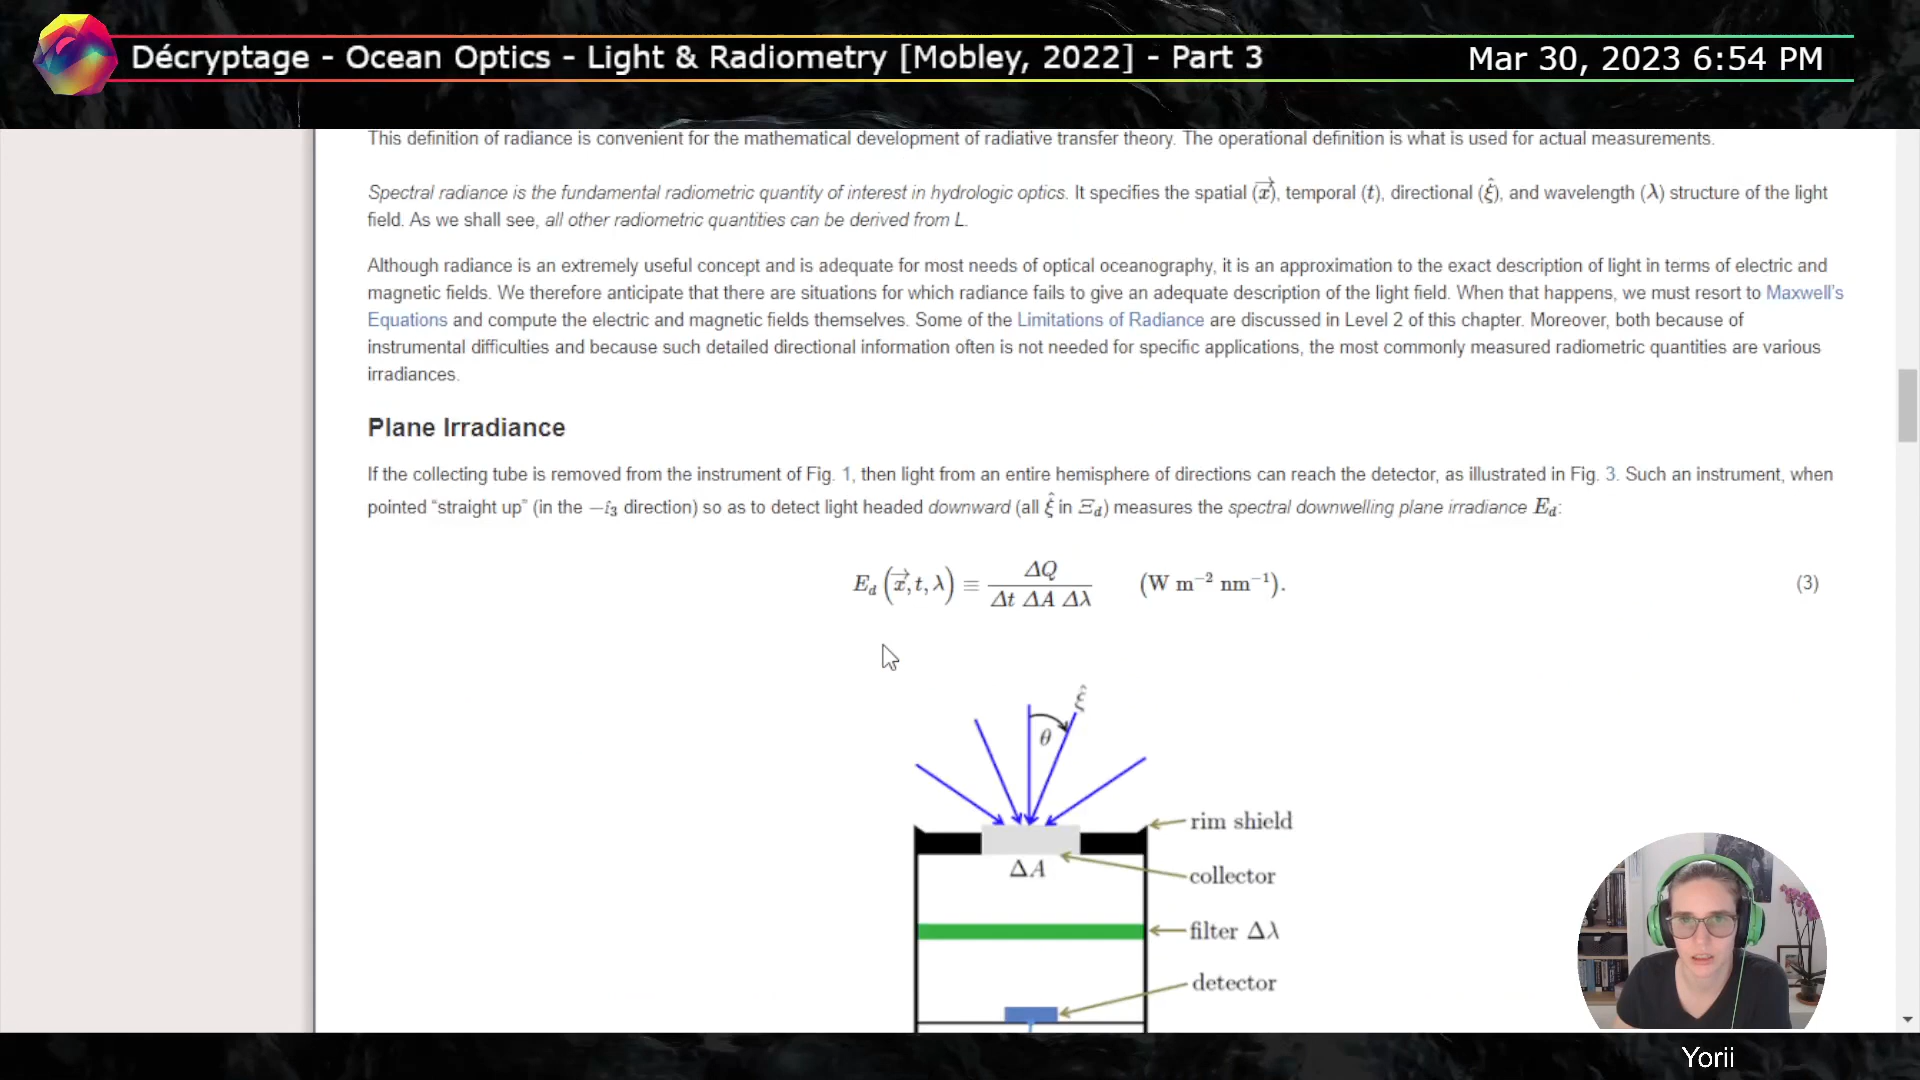 Décryptage - Ocean Optics - Light & Radiometry [Mobley, 2022] - Part 3
Mar 30, 2023 6:54 PM
This definition of radiance is convenient for the mathematical development of radiative transfer theory. The operational definition is what is used for actual measurements.
Spectral radiance is the fundamental radiometric quantity of interest in hydrologic optics. It specifies the spatial (x⃗), temporal (t), directional (ξ̂), and wavelength (λ) structure of the light
field. As we shall see, all other radiometric quantities can be derived from L.
Although radiance is an extremely useful concept and is adequate for most needs of optical oceanography, it is an approximation to the exact description of light in terms of electric and
magnetic fields. We therefore anticipate that there are situations for which radiance fails to give an adequate description of the light field. When that happens, we must resort to Maxwell's
Equations and compute the electric and magnetic fields themselves. Some of the Limitations of Radiance are discussed in Level 2 of this chapter. Moreover, both because of
instrumental difficulties and because such detailed directional information often is not needed for specific applications, the most commonly measured radiometric quantities are various
irradiances.
Plane Irradiance
If the collecting tube is removed from the instrument of Fig. 1, then light from an entire hemisphere of directions can reach the detector, as illustrated in Fig. 3. Such an instrument, when
pointed “straight up” (in the −î₃ direction) so as to detect light headed downward (all ξ̂ in Ξd) measures the spectral downwelling plane irradiance Ed:
Ed (x⃗, t, λ) ≡ ΔQ / Δt ΔA Δλ (W m⁻² nm⁻¹). (3)
ξ̂
θ
rim shield
ΔA
collector
filter Δλ
detector
Yorii